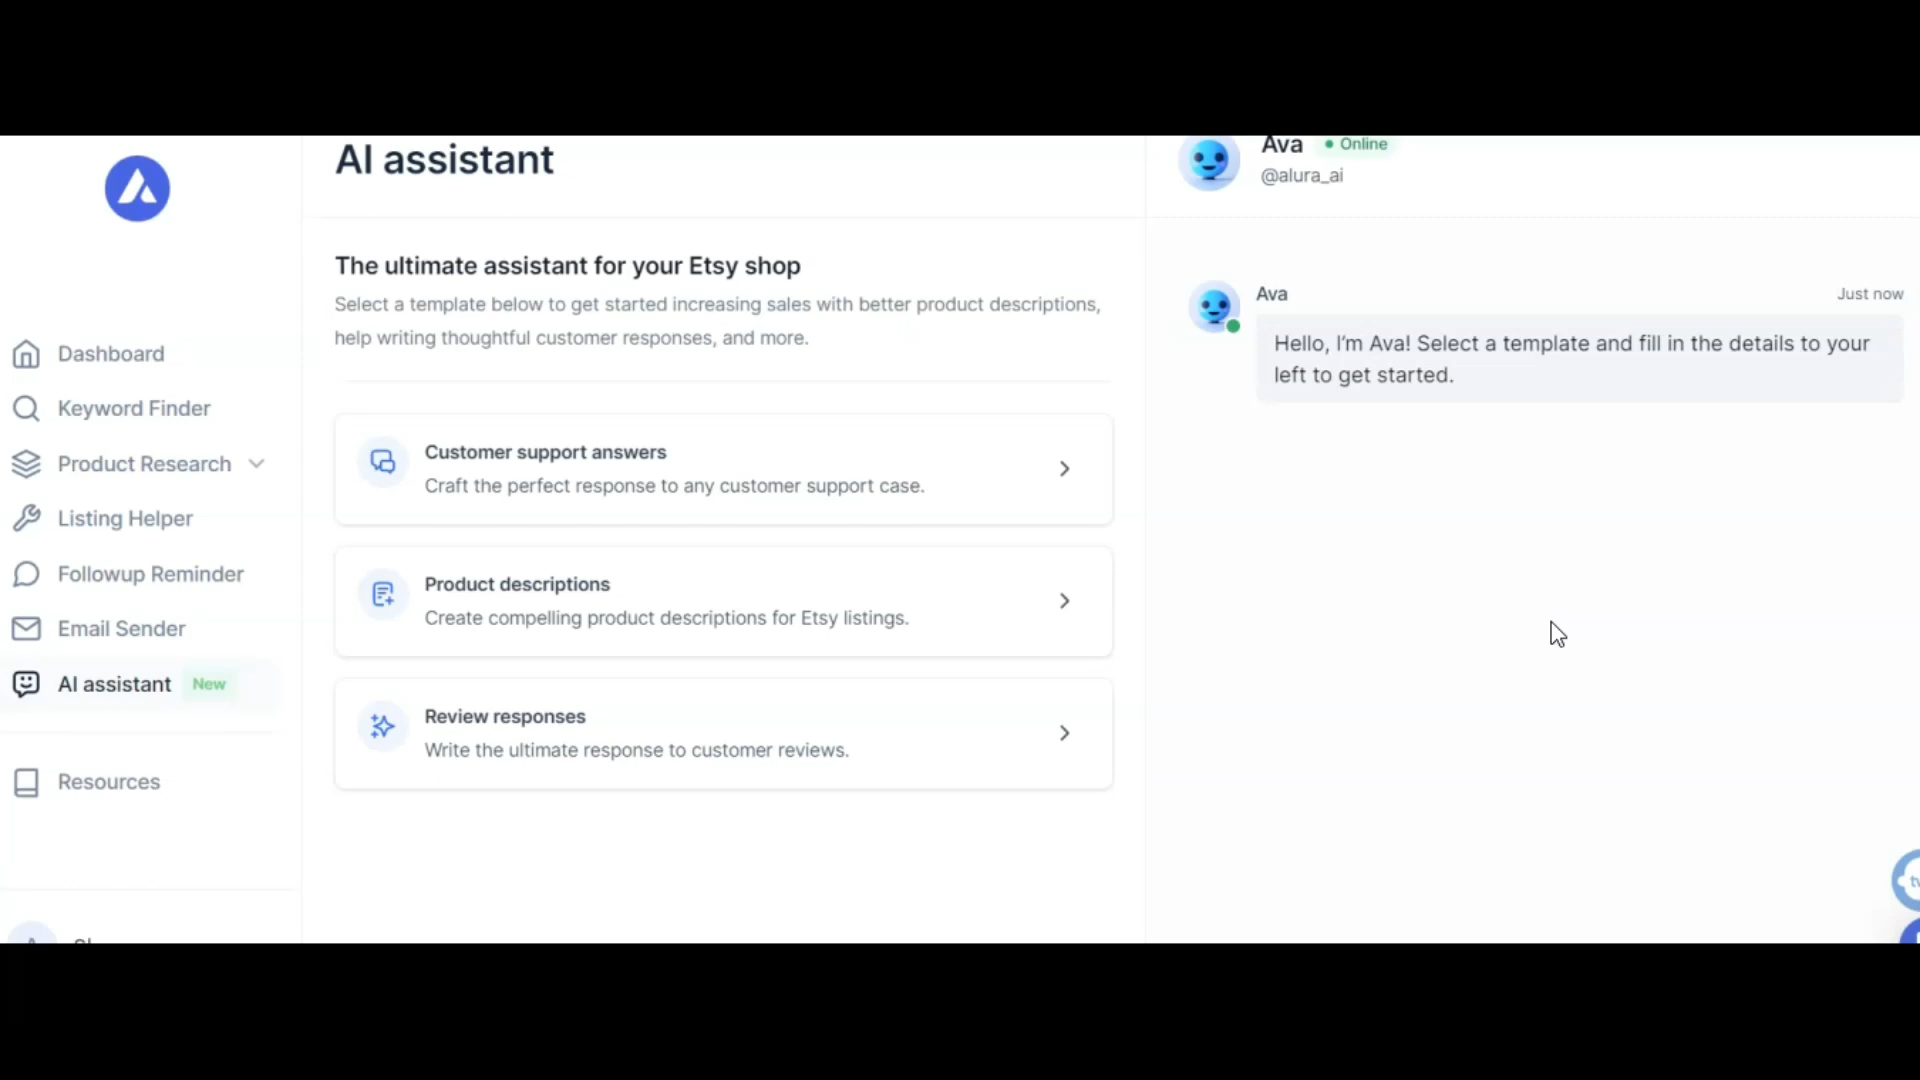 AI assistant
Ava
Online
@alura_ai
The ultimate assistant for your Etsy shop
Select a template below to get started increasing sales with better product descriptions,
help writing thoughtful customer responses, and more.
Ava
Just now
Hello, I'm Ava! Select a template and fill in the details to your
left to get started.
Dashboard
Keyword Finder
Product Research
Listing Helper
Followup Reminder
Email Sender
AI assistant New
Resources
Customer support answers
Craft the perfect response to any customer support case.
Product descriptions
Create compelling product descriptions for Etsy listings.
Review responses
Write the ultimate response to customer reviews.